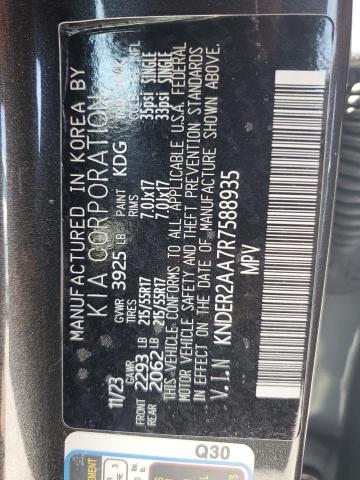 MANUFACTURED IN KOREA BY
KIA CORPORATION
11/23 GVWR 3925 LB PAINT KDG
GAWR
FRONT 2293 LB 215/55R17 7.0Jx17 35psi SINGLE
REAR 2062 LB 215/55R17 7.0Jx17 33psi SINGLE
THIS VEHICLE CONFORMS TO ALL APPLICABLE U.S.A. FEDERAL
MOTOR VEHICLE SAFETY AND THEFT PREVENTION STANDARDS
IN EFFECT ON THE DATE OF MANUFACTURE SHOWN ABOVE.
V.I.N KNDER2AA7R7588935
MPV
Q30